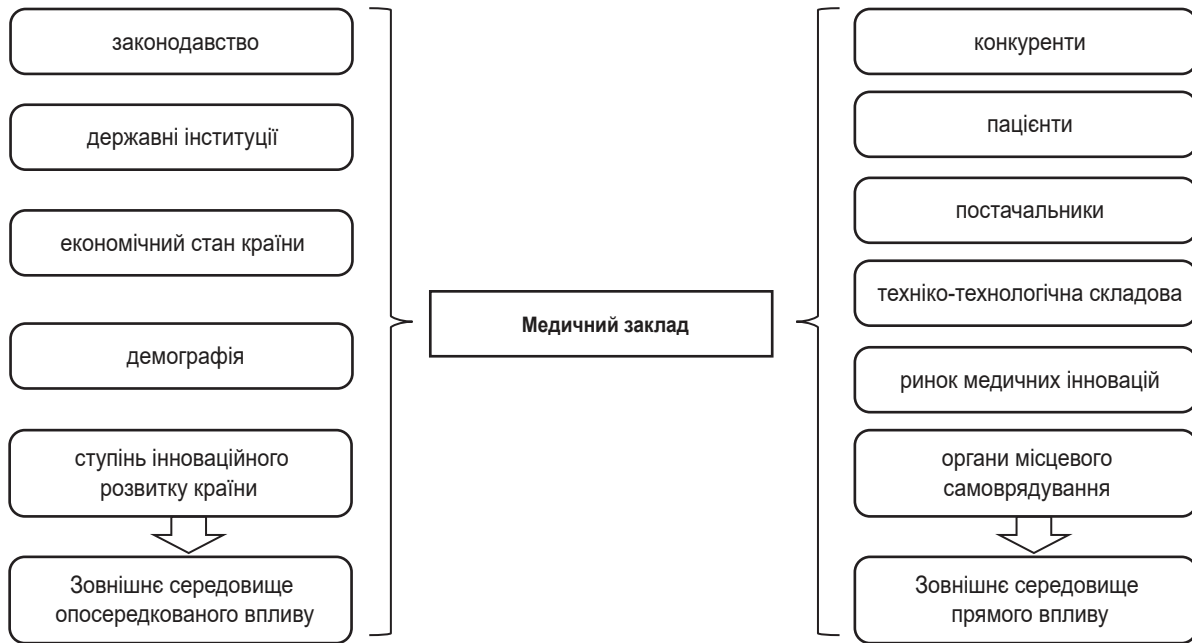 законодавство
державні інституції
економічний стан країни
демографія
ступінь інноваційного
розвитку країни
Зовнішнє середовище
опосередкованого впливу
Медичний заклад
конкуренти
пацієнти
постачальники
техніко-технологічна складова
ринок медичних інновацій
органи місцевого
самоврядування
Зовнішнє середовище
прямого впливу